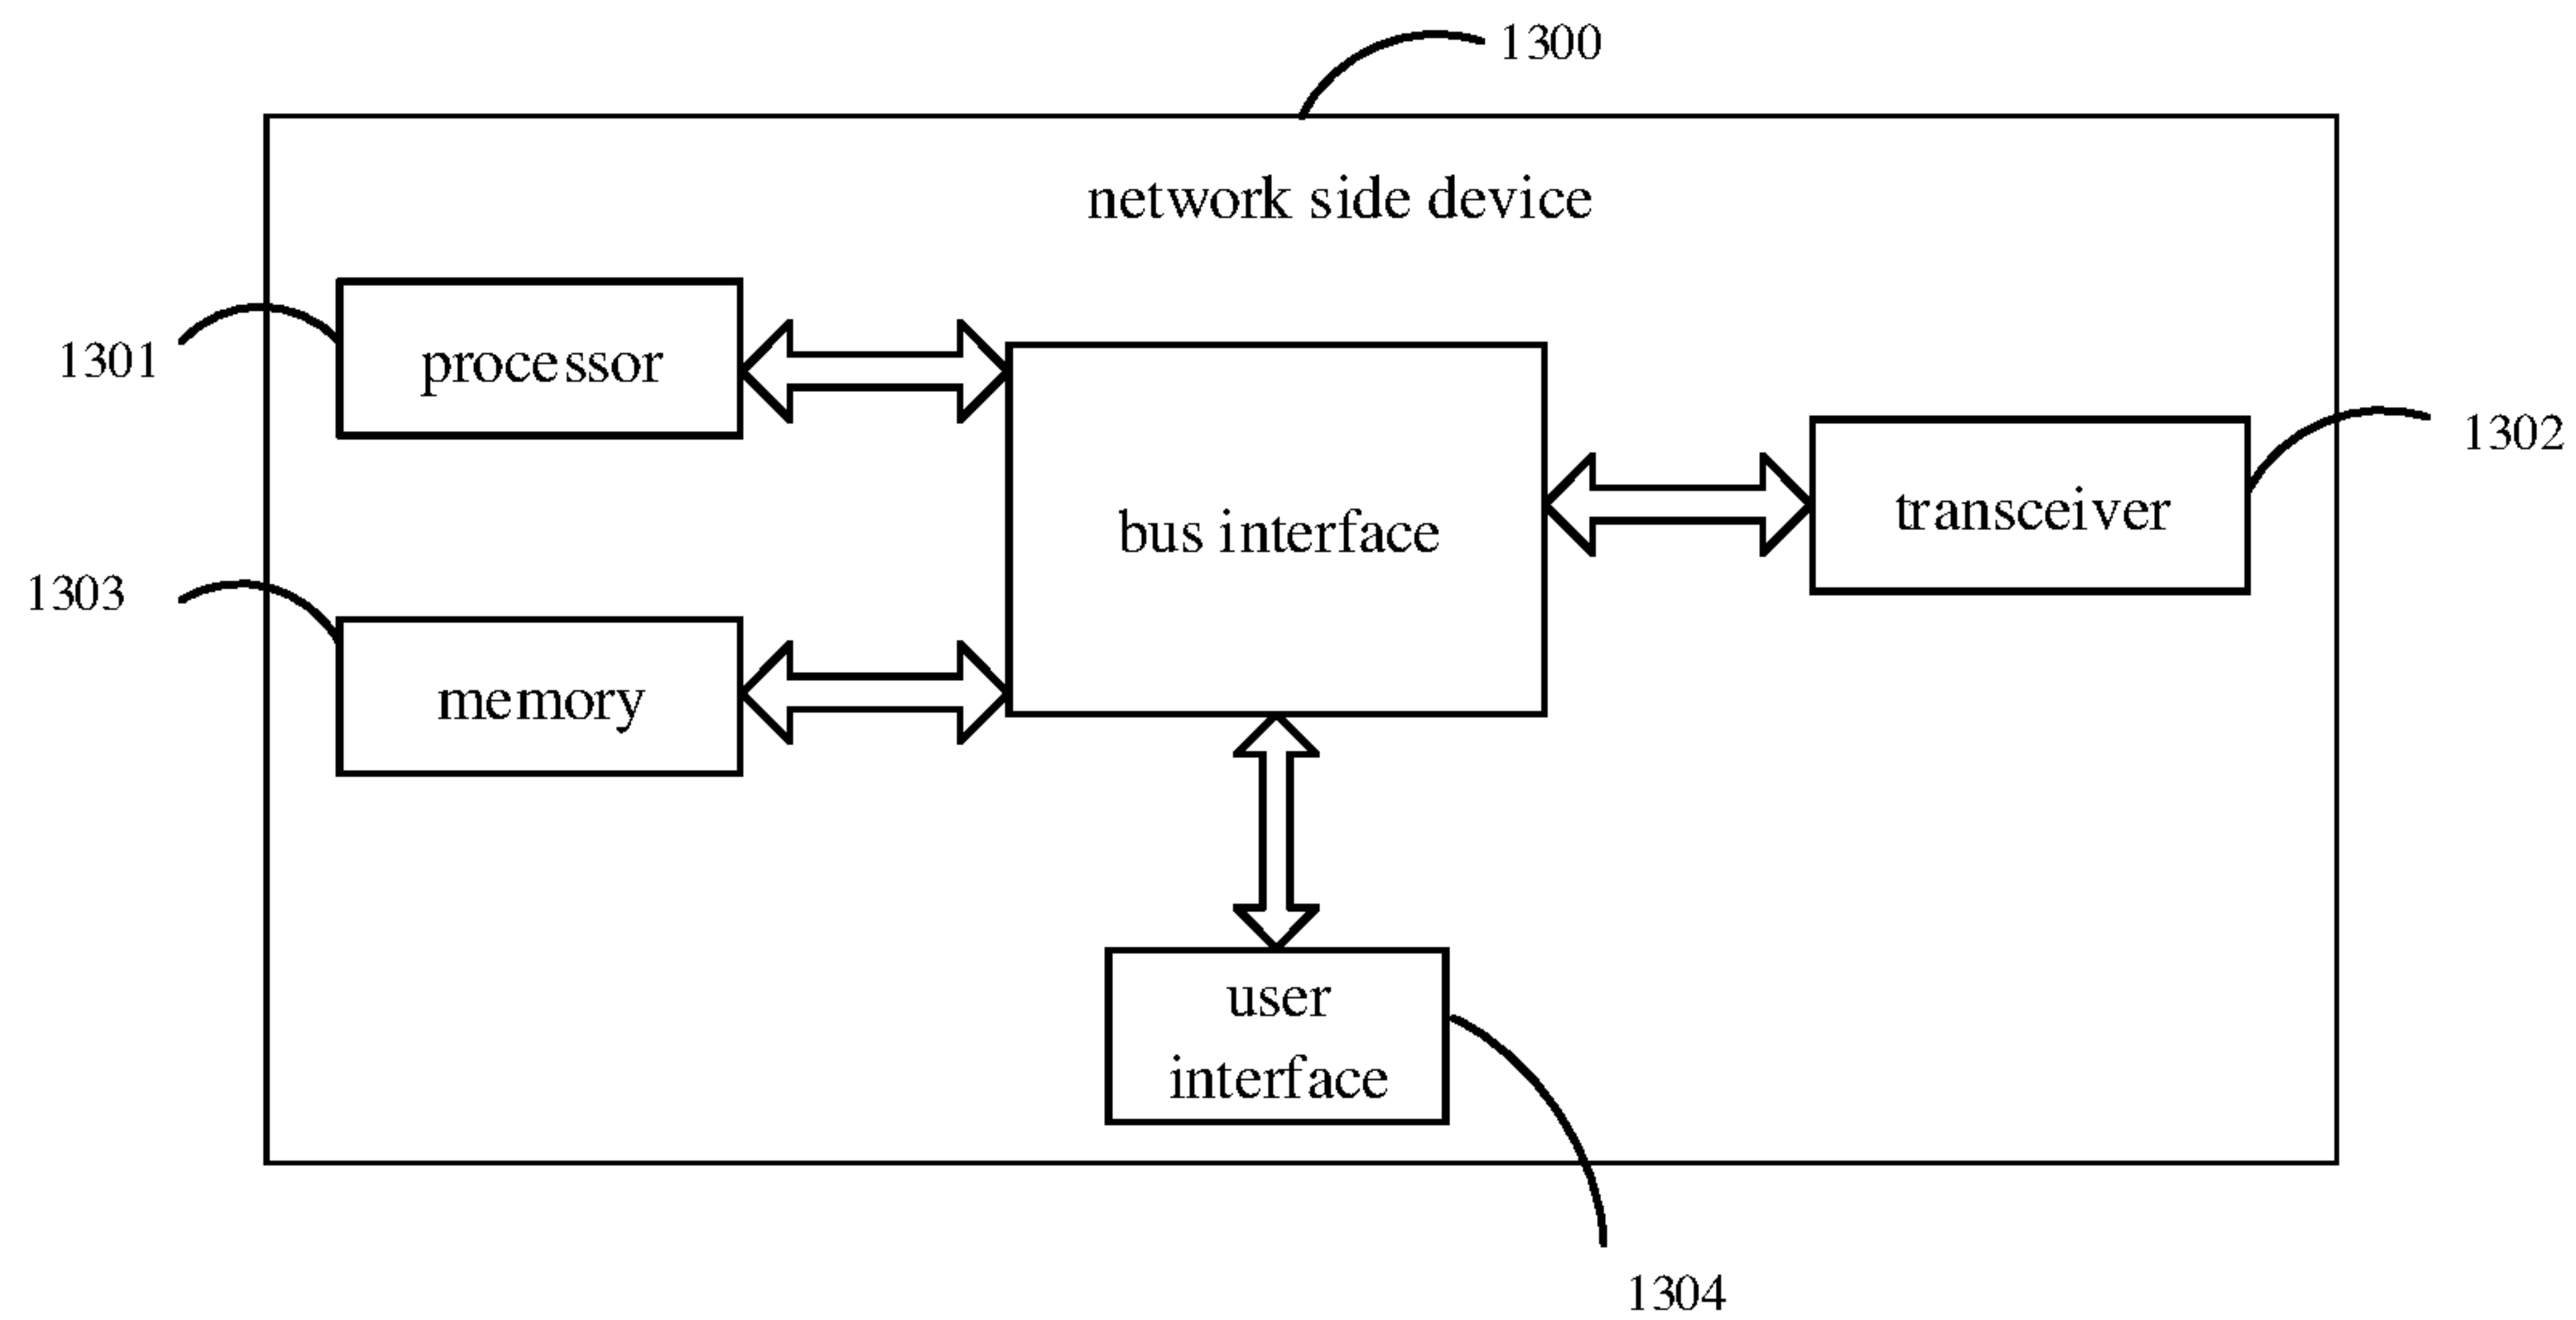 1300
network side device
1301
processor
bus interface
transceiver
1302
1303
memory
user
interface
1304